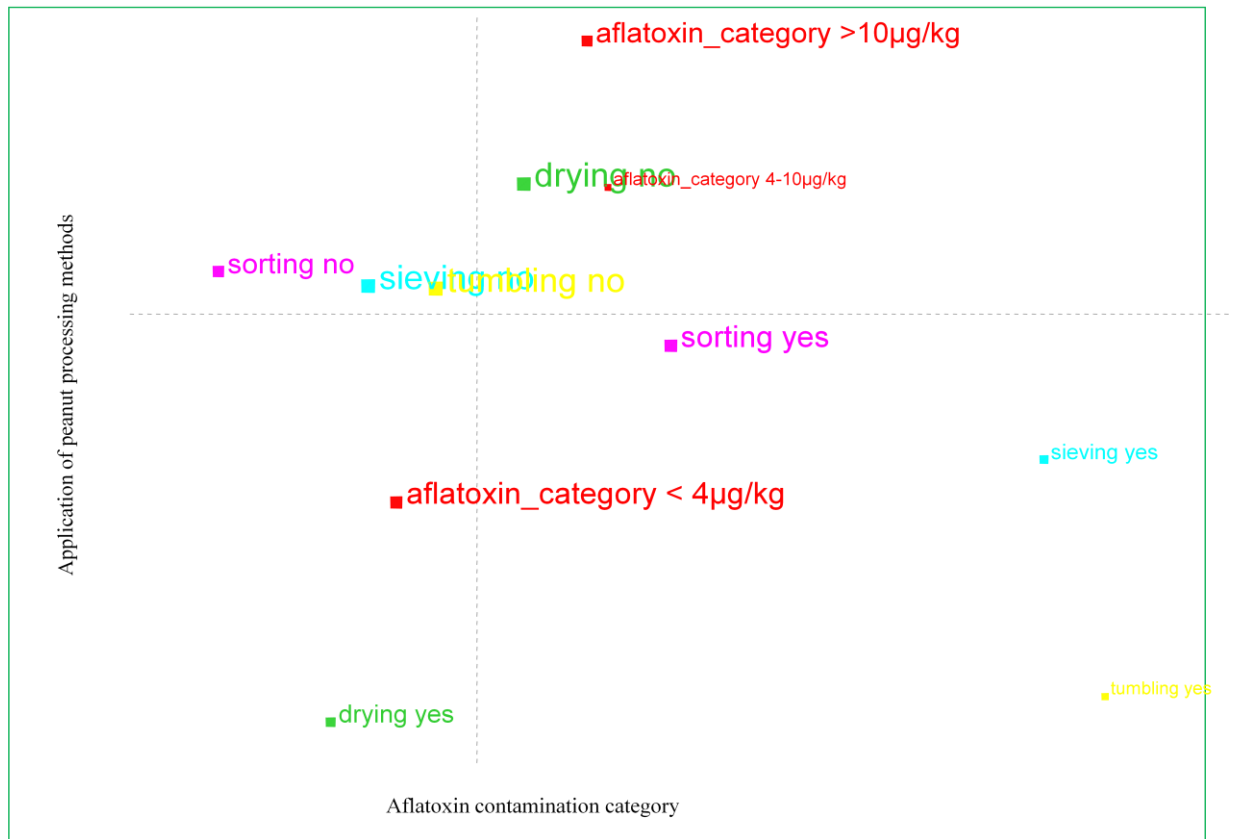 aflatoxin_category >10µg/kg
drying no
aflatoxin_category 4-10µg/kg
sorting no
sieving no
tumbling no
sorting yes
sieving yes
aflatoxin_category < 4µg/kg
tumbling yes
drying yes
Application of peanut processing methods
Aflatoxin contamination category